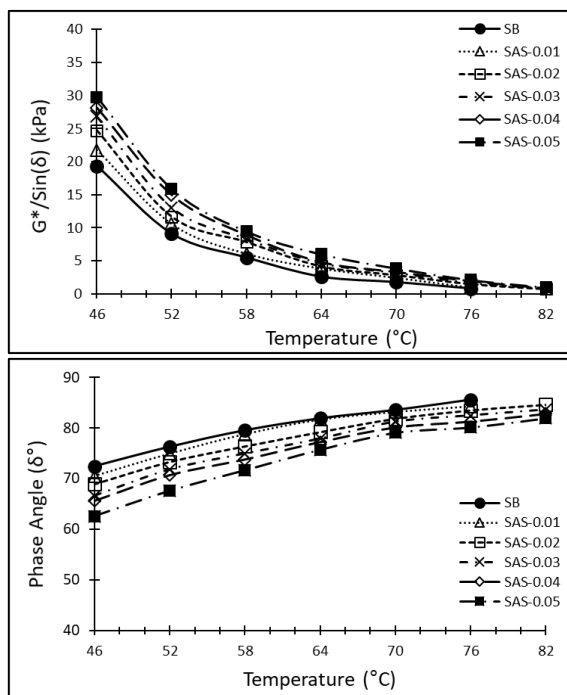 40
35
30
25
20
15
10
5
0
G*/Sin(δ) (kPa)
46 52 58 64 70 76 82
Temperature (°C)
SB
SAS-0.01
SAS-0.02
SAS-0.03
SAS-0.04
SAS-0.05
90
80
70
60
50
40
Phase Angle (δ°)
46 52 58 64 70 76 82
Temperature (°C)
SB
SAS-0.01
SAS-0.02
SAS-0.03
SAS-0.04
SAS-0.05